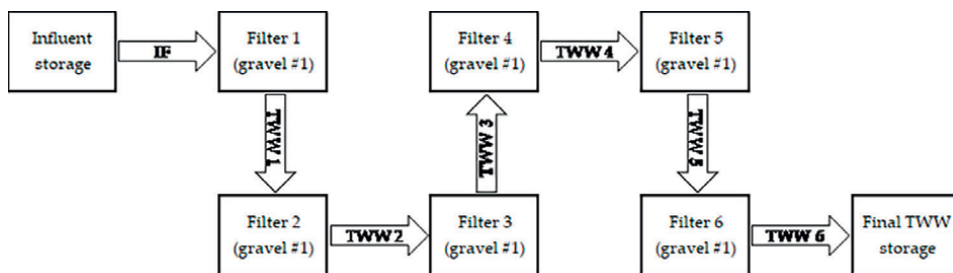 Influent
storage
IF
Filter 1
(gravel #1)
TWW 1
Filter 2
(gravel #1)
TWW 2
Filter 3
(gravel #1)
TWW 3
Filter 4
(gravel #1)
TWW 4
Filter 5
(gravel #1)
TWW 5
Filter 6
(gravel #1)
TWW 6
Final TWW
storage